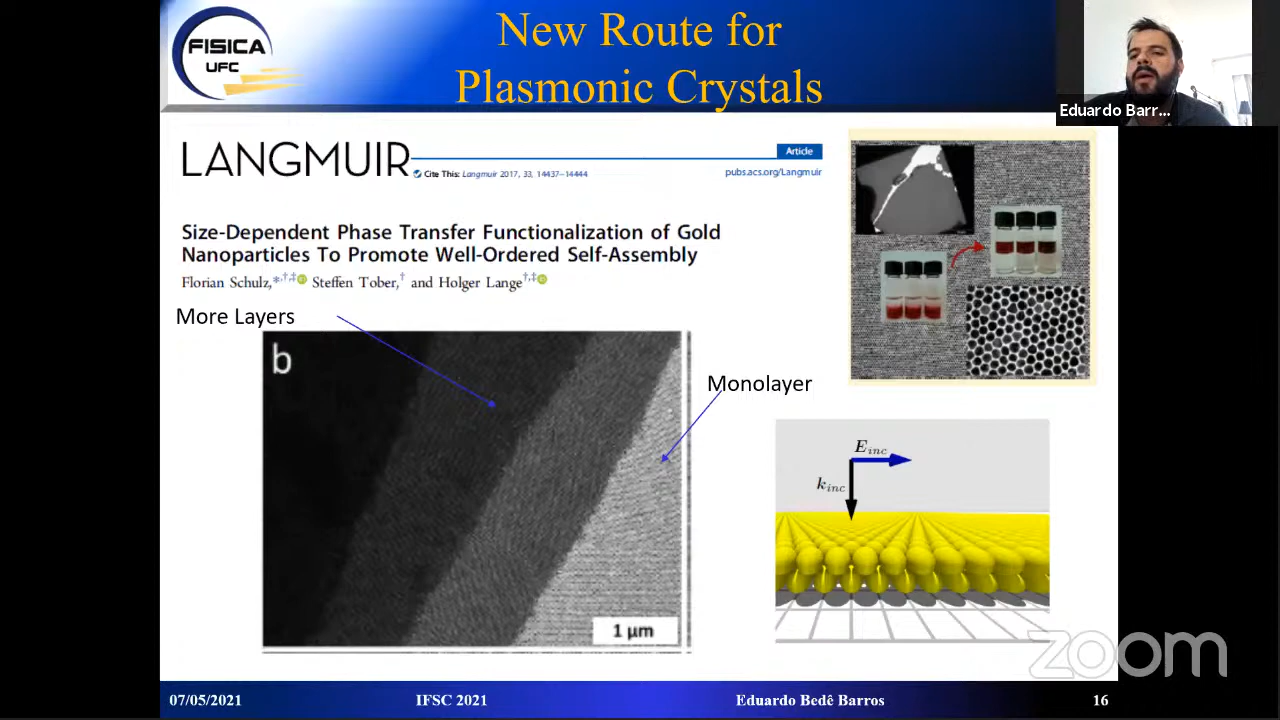 New Route for
Plasmonic Crystals
FISICA
UFC
Eduardo Barr...
LANGMUIR
Article
Cite This: Langmuir 2017, 33, 14437−14444
pubs.acs.org/Langmuir
Size-Dependent Phase Transfer Functionalization of Gold
Nanoparticles To Promote Well-Ordered Self-Assembly
Florian Schulz,*,†,‡ Steffen Tober,† and Holger Lange†,‡
More Layers
b
Monolayer
1 μm
E inc
k inc
zoom
07/05/2021
IFSC 2021
Eduardo Bedê Barros
16